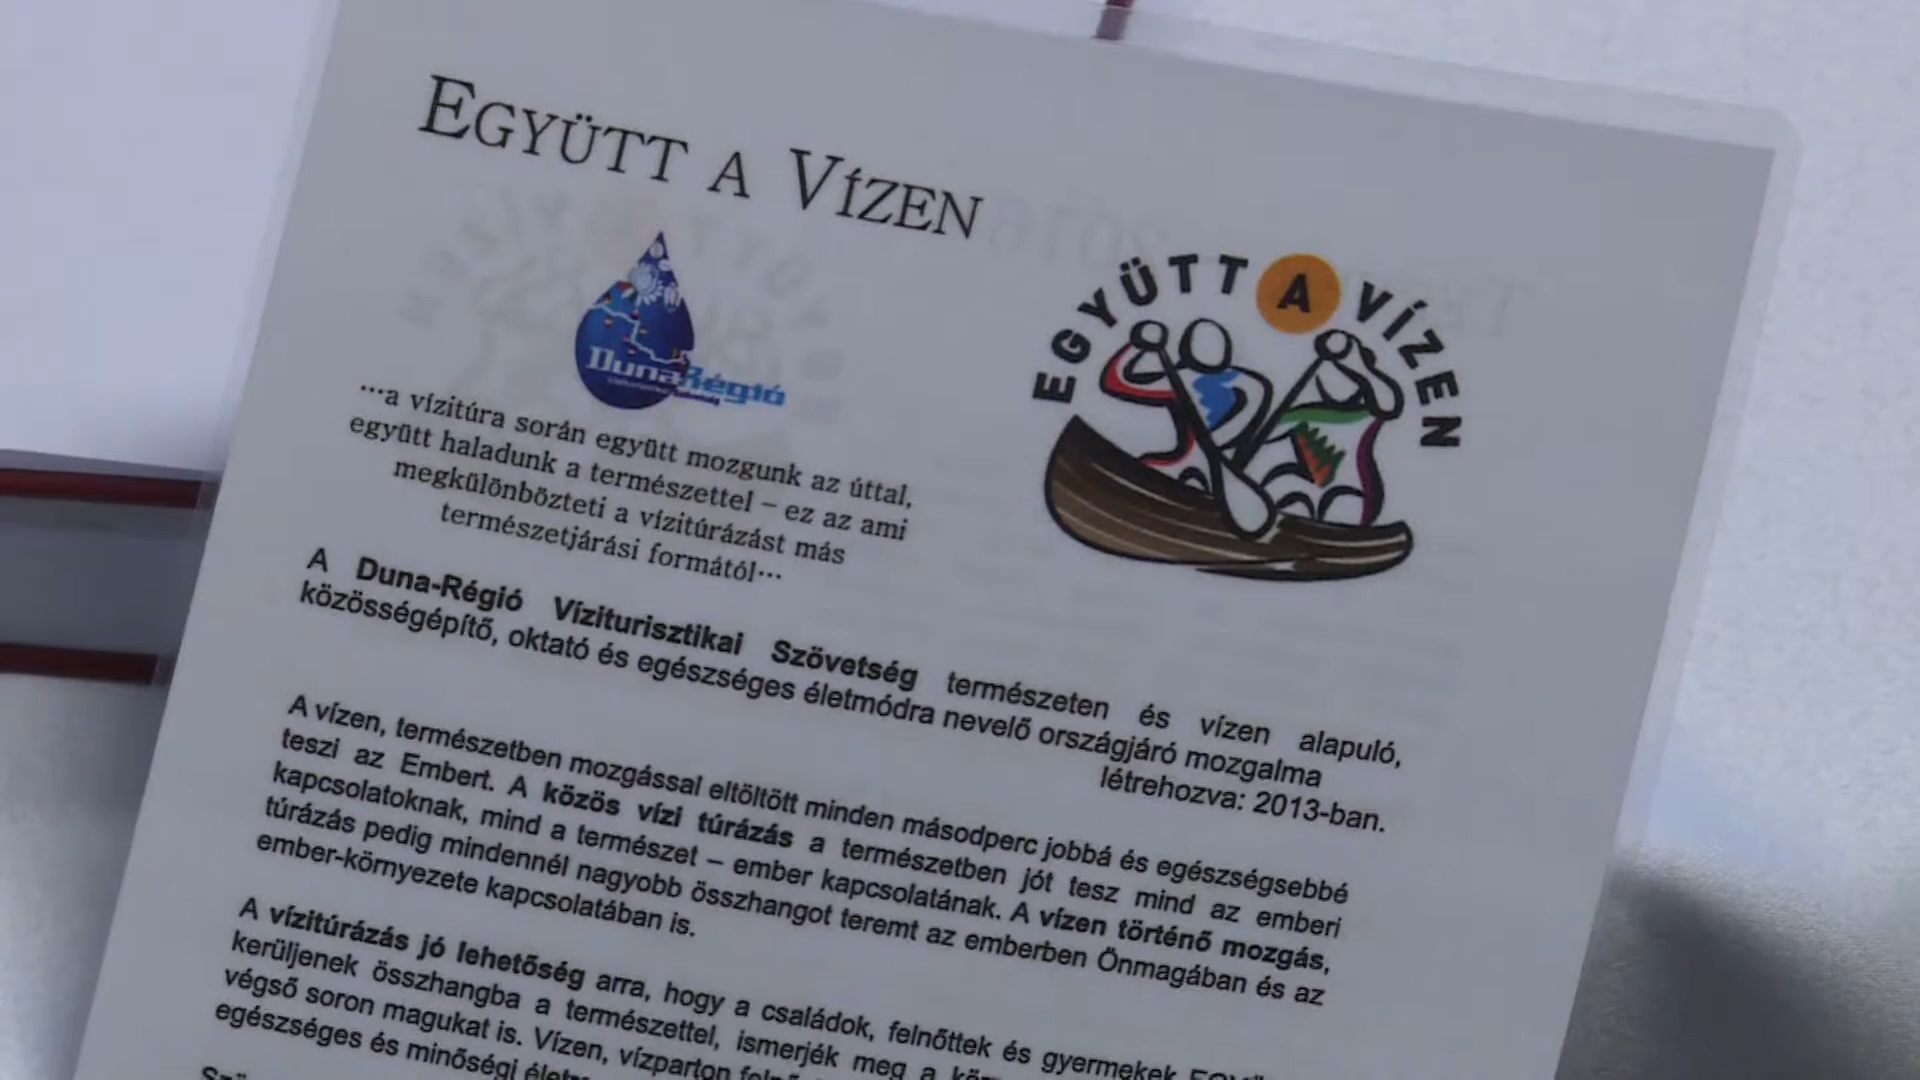 EGYÜTT A VÍZEN
EGYÜTT A VÍZEN
DunaRégió
…a vízitúra során együtt mozgunk az úttal,
együtt haladunk a természettel – ez az ami
megkülönbözteti a vízitúrázást más
természetjárási formától…
A Duna-Régió Víziturisztikai Szövetség természeten és vízen alapuló,
közösségépítő, oktató és egészséges életmódra nevelő országjáró mozgalma
létrehozva: 2013-ban.
A vízen, természetben mozgással eltöltött minden másodperc jobbá és egészségsebbé
teszi az Embert. A közös vízi túrázás a természetben jót tesz mind az emberi
kapcsolatoknak, mind a természet – ember kapcsolatának. A vízen történő mozgás,
túrázás pedig mindennél nagyobb összhangot teremt az emberben Önmagában és az
ember-környezete kapcsolatában is.
A vízitúrázás jó lehetőség arra, hogy a családok, felnőttek és gyermekek
kerüljenek összhangba a természettel, ismerjék meg a
végső soron magukat is. Vízen, vízparton
egészséges és minőségi